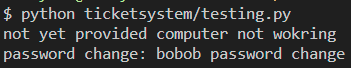 $ python ticketsystem/testing.py
not yet provided computer not wokring
password change: bobob password change